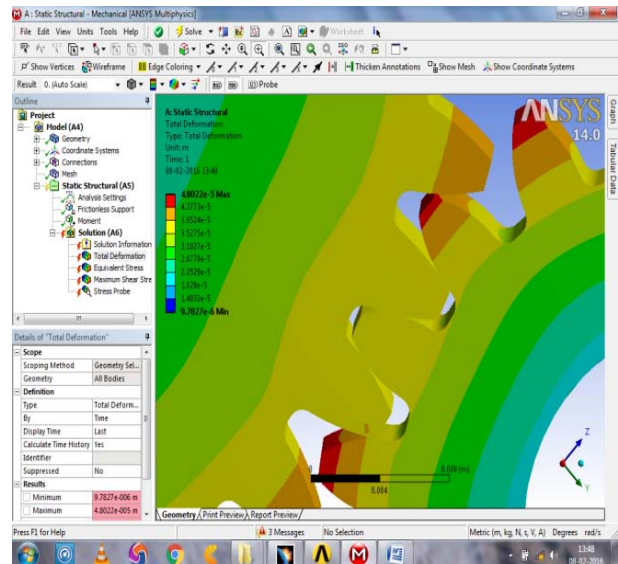 A : Static Structural - Mechanical [ANSYS Multiphysics]
File Edit View Units Tools Help Solve Worksheet
Show Vertices Wireframe Edge Coloring Thicken Annotations Show Mesh Show Coordinate Systems
Result 0. (Auto Scale) Probe
Outline
Project
Model (A4)
Geometry
Coordinate Systems
Connections
Mesh
Static Structural (A5)
Analysis Settings
Frictionless Support
Moment
Solution (A6)
Solution Information
Total Deformation
Equivalent Stress
Maximum Shear Stre
Stress Probe
Details of "Total Deformation"
Scope
Scoping Method Geometry Sel...
Geometry All Bodies
Definition
Type Total Deform...
By Time
Display Time Last
Calculate Time History Yes
Identifier
Suppressed No
Results
Minimum 9.7827e-006 m
Maximum 4.8022e-005 m
A: Static Structural
Total Deformation
Type: Total Deformation
Unit: m
Time: 1
08-02-2016 13:48
4.8022e-5 Max
4.3773e-5
3.9524e-5
3.5275e-5
3.1027e-5
2.6778e-5
2.2529e-5
1.828e-5
1.4032e-5
9.7827e-6 Min
ANSYS
14.0
0 0.008 (m)
0.004
Graph
Tabular Data
Geometry Print Preview Report Preview
Press F1 for Help 3 Messages No Selection Metric (m, kg, N, s, V, A) Degrees rad/s
13:48
08-02-2016